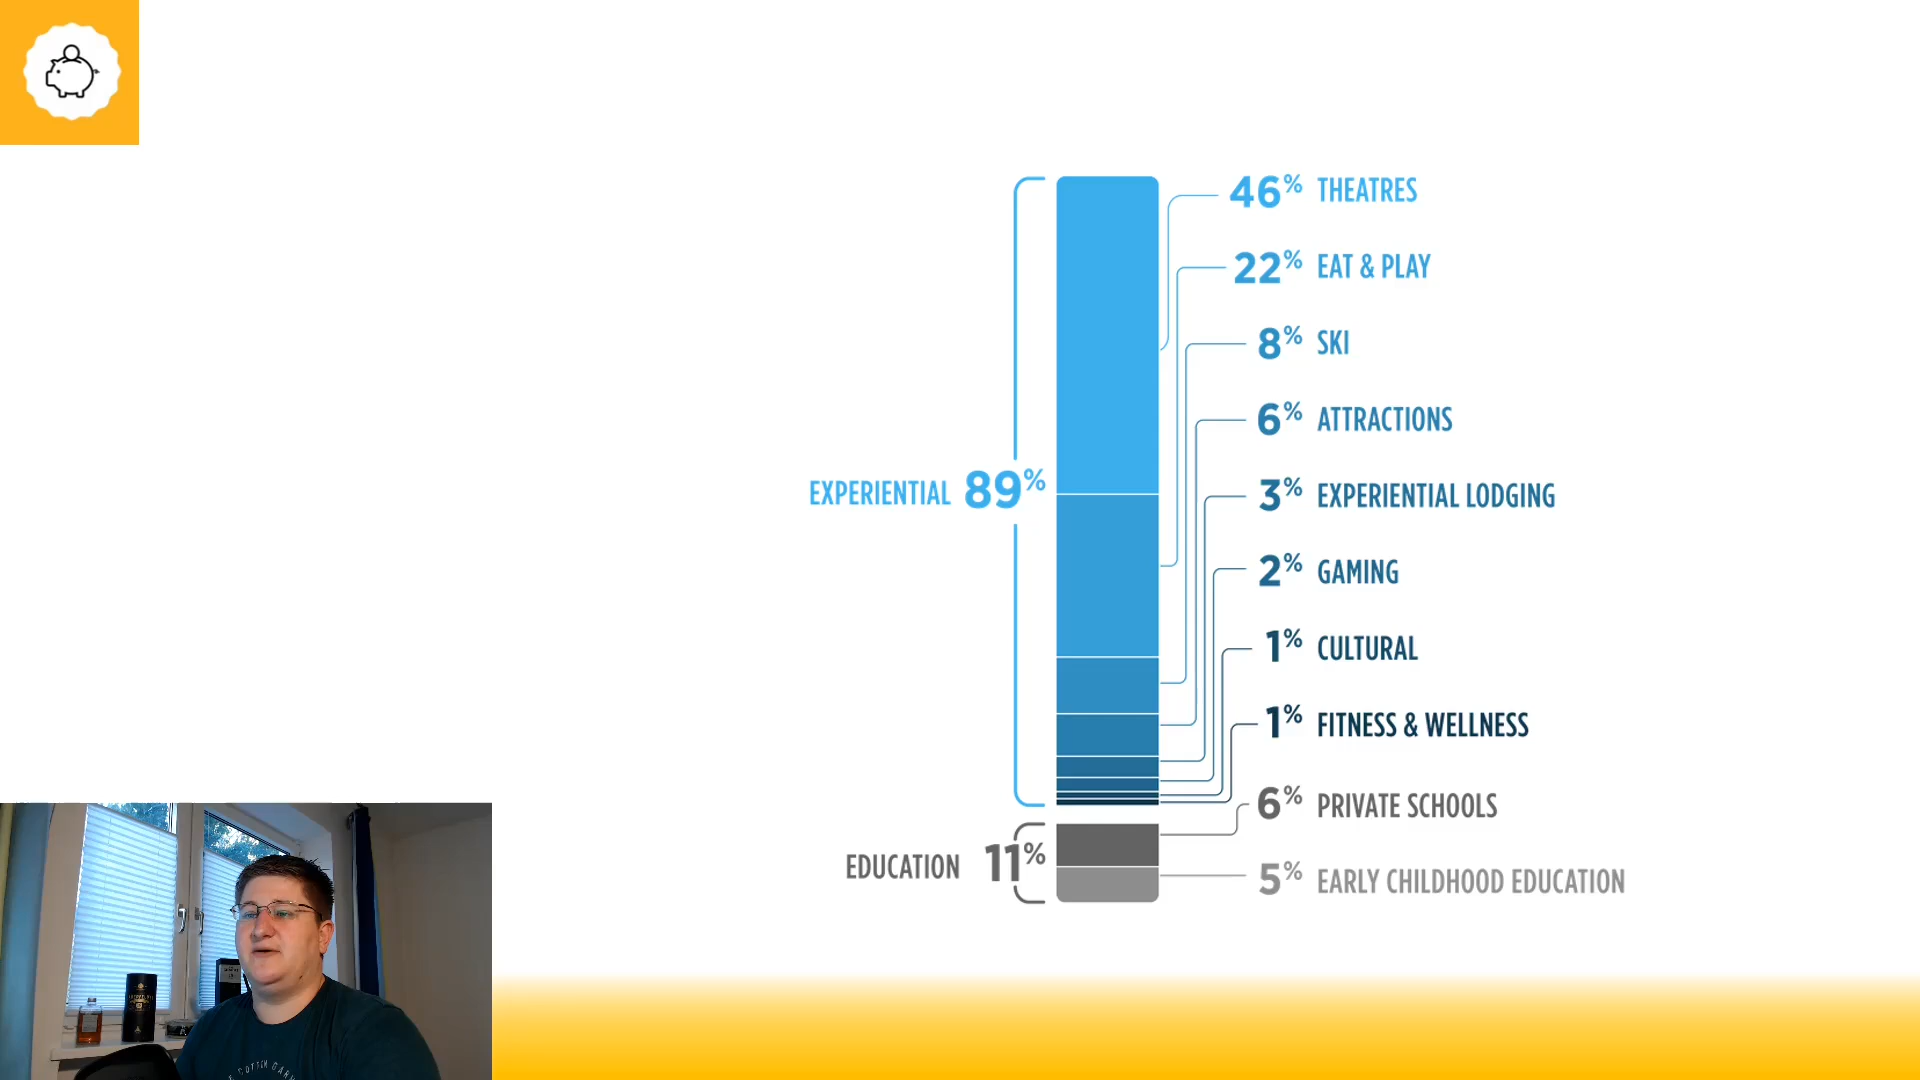 46% THEATRES
22% EAT & PLAY
8% SKI
6% ATTRACTIONS
EXPERIENTIAL 89%
3% EXPERIENTIAL LODGING
2% GAMING
1% CULTURAL
1% FITNESS & WELLNESS
6% PRIVATE SCHOOLS
EDUCATION 11%
5% EARLY CHILDHOOD EDUCATION